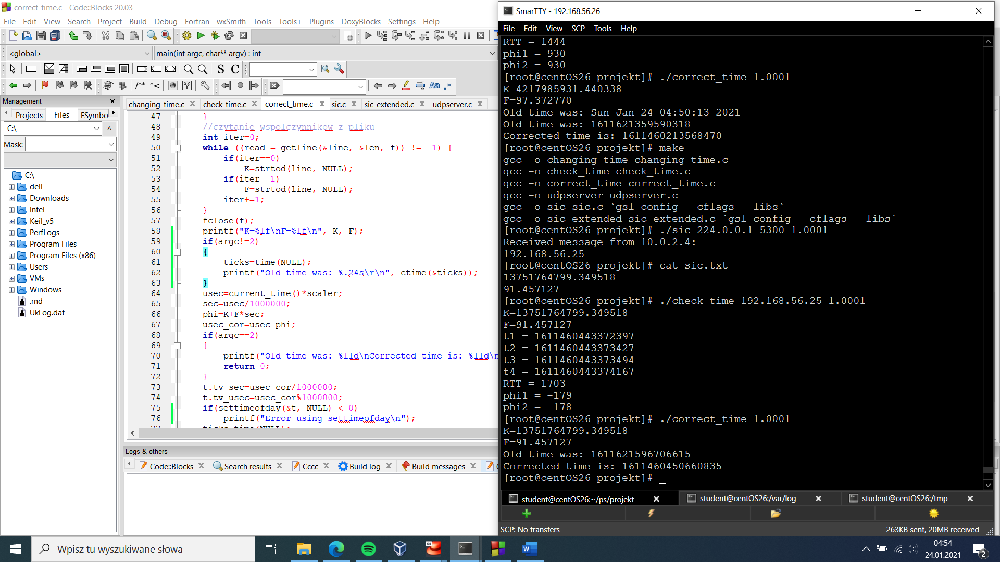 correct_time.c - Code::Blocks 20.03
File Edit View Search Project Build Debug Fortran wxSmith Tools Tools+ Plugins DoxyBlocks Settings Help
<global>
main(int argc, char** argv) : int
S C
/** *<
Aa .*
Management
Projects Files FSymbo
C:\
Mask:
C:\
dell
Downloads
Intel
Keil_v5
PerfLogs
Program Files
Program Files (x86)
Users
VMs
Windows
.rnd
UkLog.dat
changing_time.c check_time.c correct_time.c sic.c sic_extended.c udpserver.c
47 }
48 //czytanie wspolczynnikow z pliku
49 int iter=0;
50 while ((read = getline(&line, &len, f)) != -1) {
51 if(iter==0)
52 K=strtod(line, NULL);
53 if(iter==1)
54 F=strtod(line, NULL);
55 iter+=1;
56 }
57 fclose(f);
58 printf("K=%lf\nF=%lf\n", K, F);
59 if(argc!=2)
60 {
61 ticks=time(NULL);
62 printf("Old time was: %.24s\r\n", ctime(&ticks));
63 }
64 usec=current_time()*scaler;
65 sec=usec/1000000;
66 phi=K+F*sec;
67 usec_cor=usec-phi;
68 if(argc==2)
69 {
70 printf("Old time was: %lld\nCorrected time is: %lld\n
71 return 0;
72 }
73 t.tv_sec=usec_cor/1000000;
74 t.tv_usec=usec_cor%1000000;
75 if(settimeofday(&t, NULL) < 0)
76 printf("Error using settimeofday\n");
Logs & others
Code::Blocks Search results Cccc Build log Build messages
SmarTTY - 192.168.56.26
File Edit View SCP Tools Help
RTT = 1444
phi1 = 930
phi2 = 930
[root@centOS26 projekt]# ./correct_time 1.0001
K=4217985931.440338
F=97.372770
Old time was: Sun Jan 24 04:50:13 2021
Old time was: 1611621359590318
Corrected time is: 1611460213568470
[root@centOS26 projekt]# make
gcc -o changing_time changing_time.c
gcc -o check_time check_time.c
gcc -o correct_time correct_time.c
gcc -o udpserver udpserver.c
gcc -o sic sic.c `gsl-config --cflags --libs`
gcc -o sic_extended sic_extended.c `gsl-config --cflags --libs`
[root@centOS26 projekt]# ./sic 224.0.0.1 5300 1.0001
Received message from 10.0.2.4:
192.168.56.25
[root@centOS26 projekt]# cat sic.txt
13751764799.349518
91.457127
[root@centOS26 projekt]# ./check_time 192.168.56.25 1.0001
K=13751764799.349518
F=91.457127
t1 = 1611460443372397
t2 = 1611460443373427
t3 = 1611460443373494
t4 = 1611460443374167
RTT = 1703
phi1 = -179
phi2 = -178
[root@centOS26 projekt]# ./correct_time 1.0001
K=13751764799.349518
F=91.457127
Old time was: 1611621596706615
Corrected time is: 1611460450660835
[root@centOS26 projekt]# _
student@centOS26:~/ps/projekt student@centOS26:/var/log student@centOS26:/tmp
SCP: No transfers 263KB sent, 20MB received
Wpisz tu wyszukiwane słowa
64
04:54
24.01.2021
2